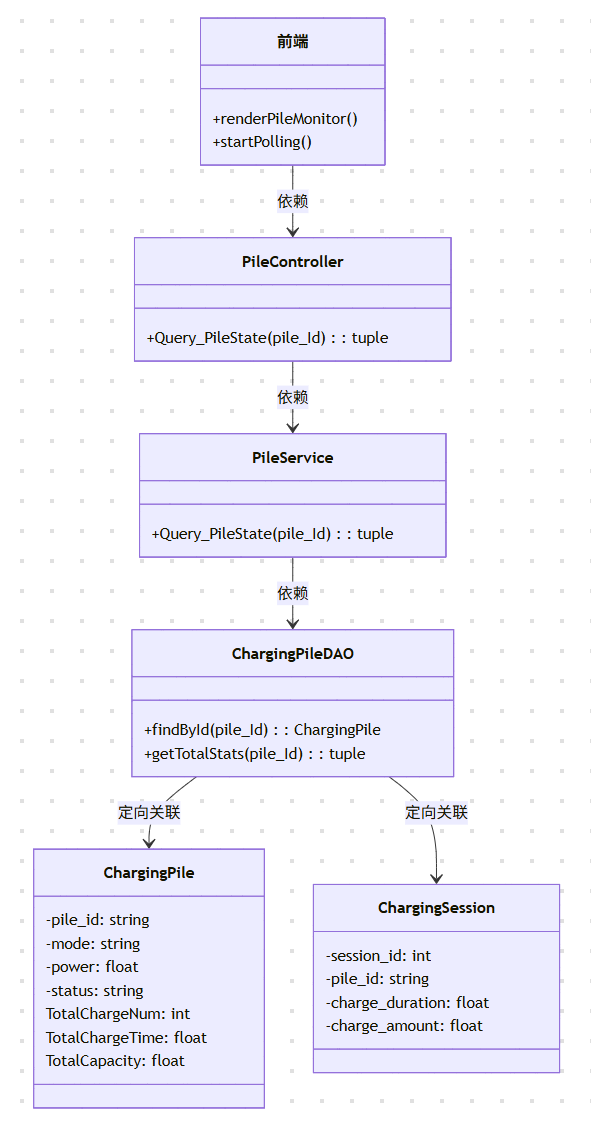 前端
+renderPileMonitor()
+startPolling()
依赖
PileController
+Query_PileState(pile_Id) : : tuple
依赖
PileService
+Query_PileState(pile_Id) : : tuple
依赖
ChargingPileDAO
+findById(pile_Id) : : ChargingPile
+getTotalStats(pile_Id) : : tuple
定向关联
定向关联
ChargingPile
-pile_id: string
-mode: string
-power: float
-status: string
TotalChargeNum: int
TotalChargeTime: float
TotalCapacity: float
ChargingSession
-session_id: int
-pile_id: string
-charge_duration: float
-charge_amount: float